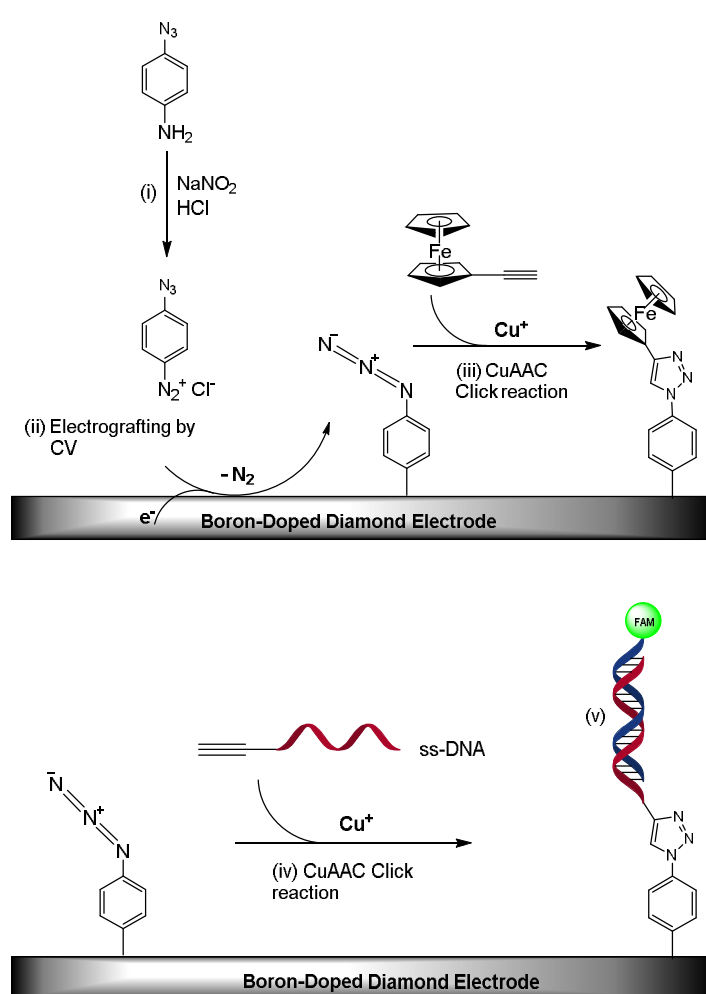 N₃
NH₂
(i)
NaNO₂
HCl
N₃
N₂⁺ Cl⁻
(ii) Electrografting by
CV
- N₂
e⁻
N⁻
N⁺
N
Fe
Cu⁺
(iii) CuAAC
Click reaction
Fe
N
N
N
Boron-Doped Diamond Electrode
FAM
(v)
ss-DNA
N⁻
N⁺
N
Cu⁺
(iv) CuAAC Click
reaction
N
N
N
Boron-Doped Diamond Electrode